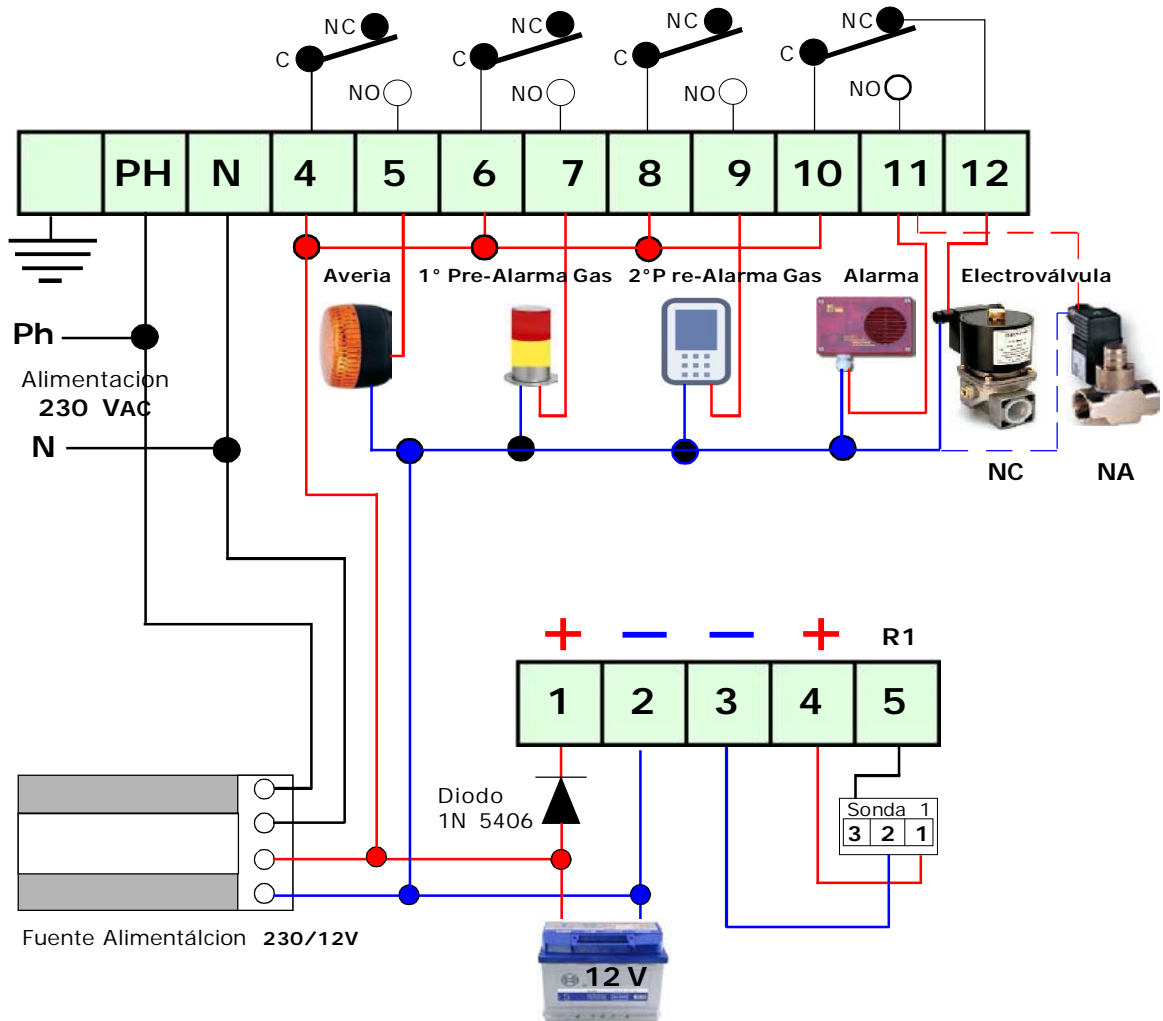 NC NC NC NC
C C C C
NO NO NO NO
PH N 4 5 6 7 8 9 10 11 12
Averìa 1° Pre-Alarma Gas 2°P re-Alarma Gas Alarma Electroválvula
Ph
Alimentacion
230 VAC
N
NC NA
+ − − + R1
1 2 3 4 5
Diodo
1N 5406
Sonda 1
3 2 1
Fuente Alimentálcion 230/12V
12 V